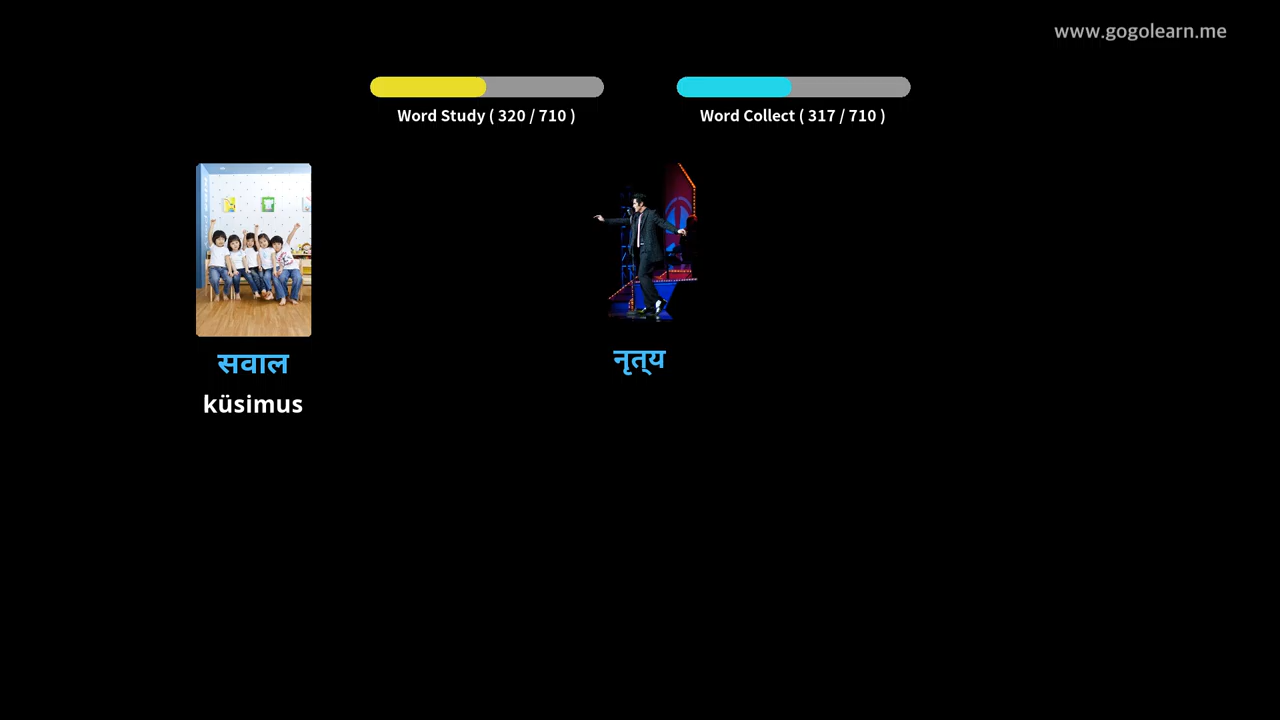 www.gogolearn.me
Word Study ( 320 / 710 )
Word Collect ( 317 / 710 )
सवाल
küsimus
नृत्य